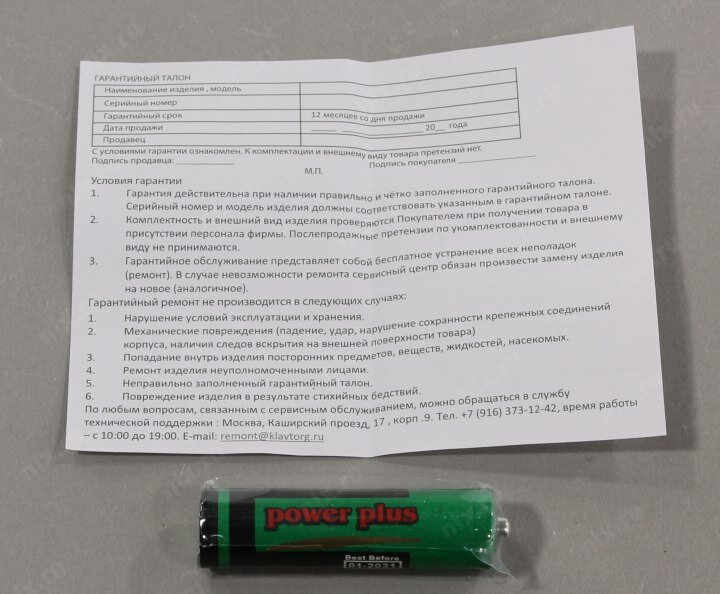 ГАРАНТИЙНЫЙ ТАЛОН
Наименование изделия , модель
Серийный номер
Гарантийный срок 12 месяцев со дня продажи
Дата продажи _____ ________________ 20__ года
Продавец
С условиями гарантии ознакомлен. К комплектации и внешнему виду товара претензий нет.
Подпись продавца: ____________ Подпись покупателя ________________
М.П.
Условия гарантии
1. Гарантия действительна при наличии правильно и чётко заполненного гарантийного талона.
Серийный номер и модель изделия должны соответствовать указанным в гарантийном талоне.
2. Комплектность и внешний вид изделия проверяются Покупателем при получении товара в
присутствии персонала фирмы. Послепродажные претензии по укомплектованности и внешнему
виду не принимаются.
3. Гарантийное обслуживание представляет собой бесплатное устранение всех неполадок
(ремонт). В случае невозможности ремонта сервисный центр обязан произвести замену изделия
на новое (аналогичное).
Гарантийный ремонт не производится в следующих случаях:
1. Нарушение условий эксплуатации и хранения.
2. Механические повреждения (падение, удар, нарушение сохранности крепежных соединений
корпуса, наличия следов вскрытия на внешней поверхности товара)
3. Попадание внутрь изделия посторонних предметов, веществ, жидкостей, насекомых.
4. Ремонт изделия неуполномоченными лицами.
5. Неправильно заполненный гарантийный талон.
6. Повреждение изделия в результате стихийных бедствий.
По любым вопросам, связанным с сервисным обслуживанием, можно обращаться в службу
технической поддержки : Москва, Каширский проезд, 17 , корп .9. Тел. +7 (916) 373-12-42, время работы
– с 10:00 до 19:00. E-mail: remont@klavtorg.ru
power plus
Best Before
01-2021